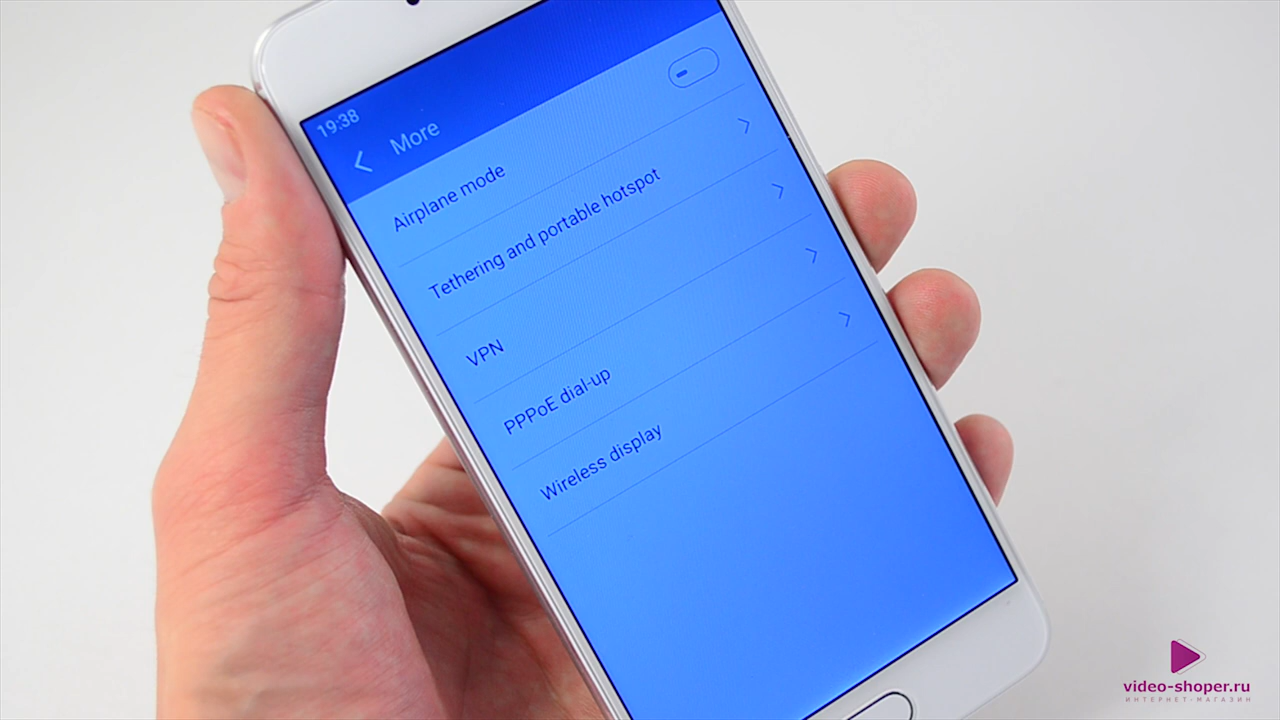 19:38
More
Airplane mode
Tethering and portable hotspot
VPN
PPPoE dial-up
Wireless display
video-shoper.ru
ИНТЕРНЕТ-МАГАЗИН